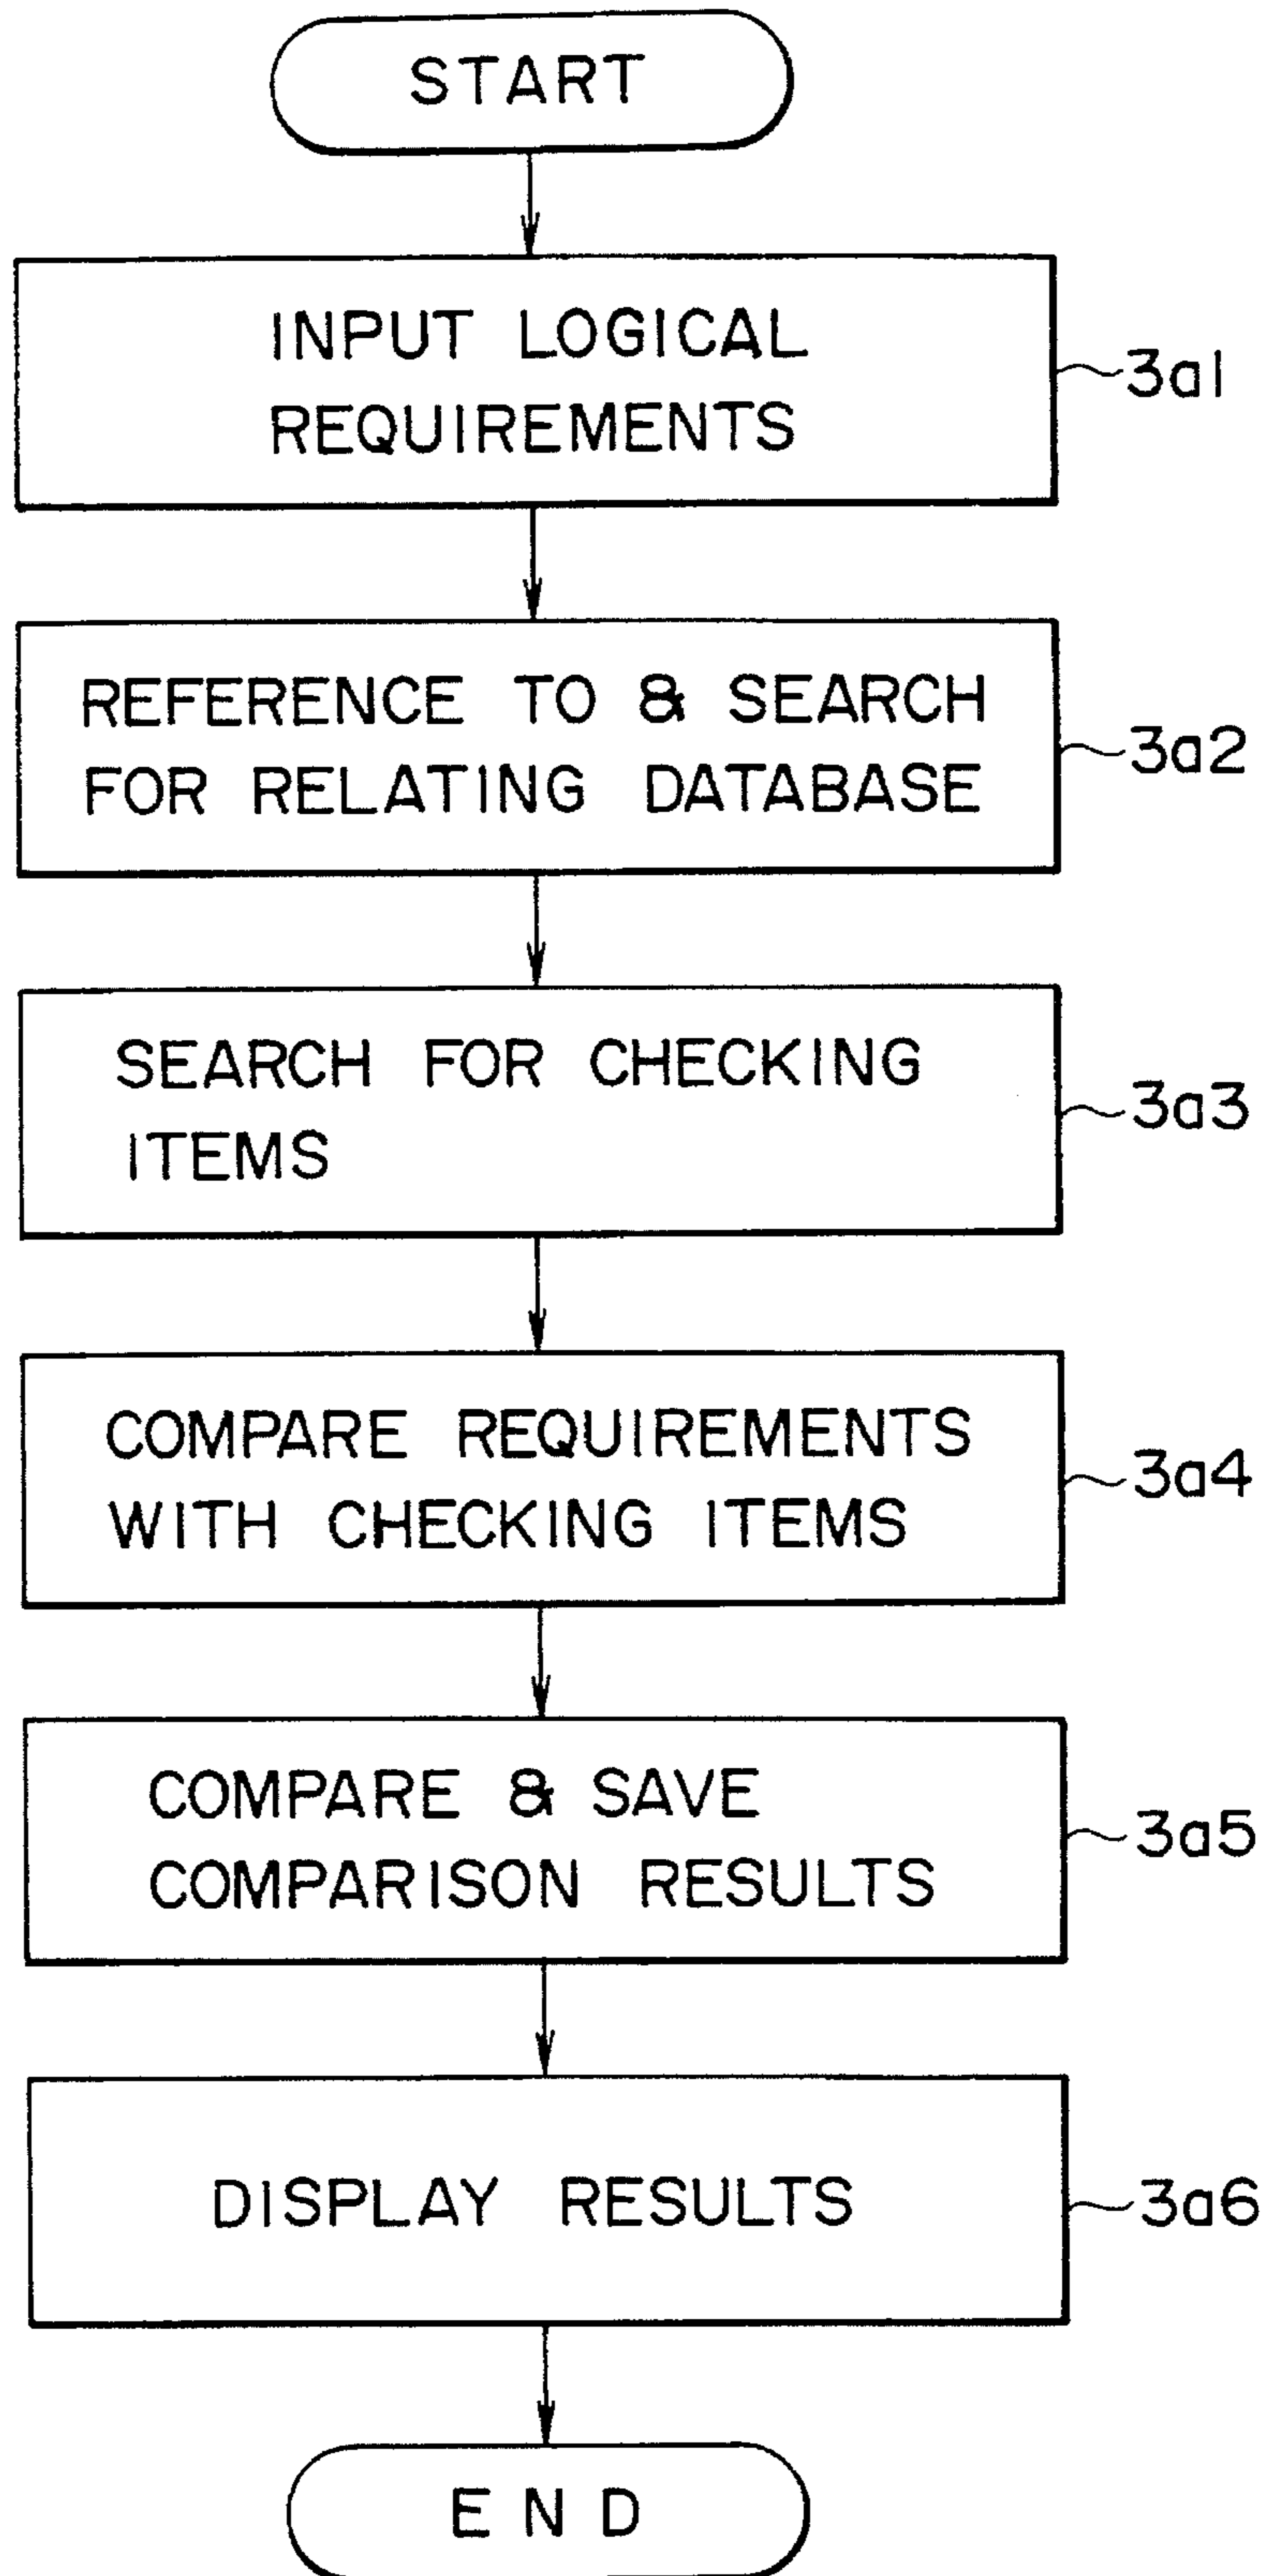 START
INPUT LOGICAL
REQUIREMENTS
3a1
REFERENCE TO & SEARCH
FOR RELATING DATABASE
3a2
SEARCH FOR CHECKING
ITEMS
3a3
COMPARE REQUIREMENTS
WITH CHECKING ITEMS
3a4
COMPARE & SAVE
COMPARISON RESULTS
3a5
DISPLAY RESULTS
3a6
END